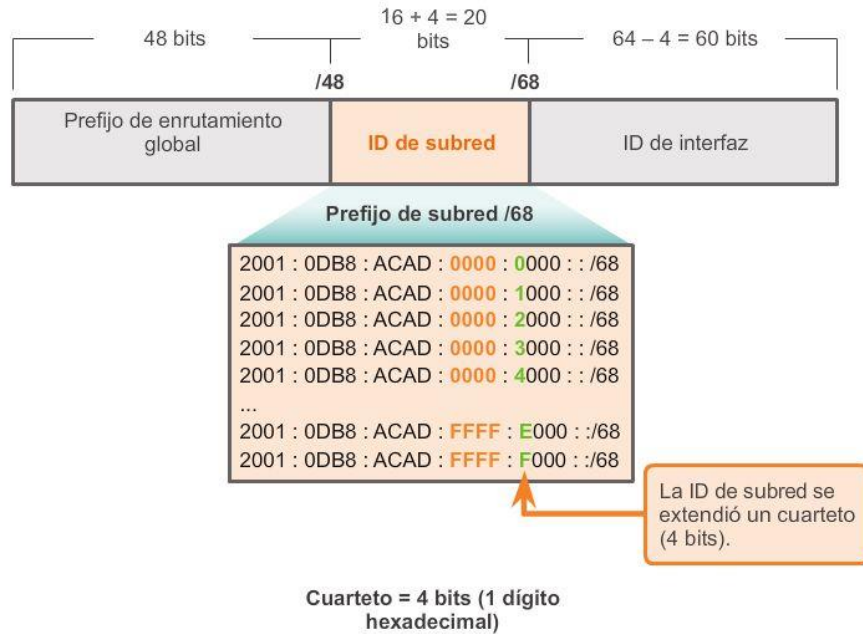 48 bits
16 + 4 = 20
bits
64 – 4 = 60 bits
/48
/68
Prefijo de enrutamiento
global
ID de subred
ID de interfaz
Prefijo de subred /68
2001 : 0DB8 : ACAD : 0000 : 0000 : : /68
2001 : 0DB8 : ACAD : 0000 : 1000 : : /68
2001 : 0DB8 : ACAD : 0000 : 2000 : : /68
2001 : 0DB8 : ACAD : 0000 : 3000 : : /68
2001 : 0DB8 : ACAD : 0000 : 4000 : : /68
...
2001 : 0DB8 : ACAD : FFFF : E000 : :/68
2001 : 0DB8 : ACAD : FFFF : F000 : :/68
La ID de subred se
extendió un cuarteto
(4 bits).
Cuarteto = 4 bits (1 dígito
hexadecimal)